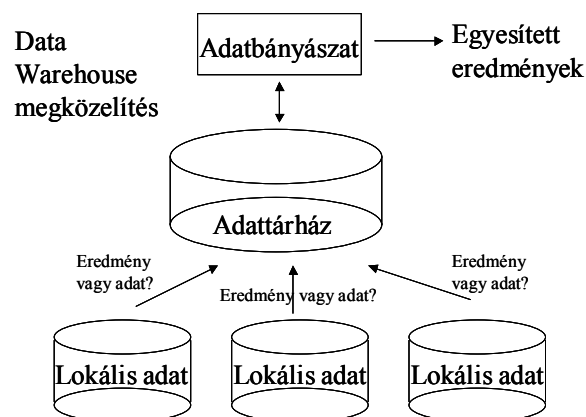 Data
Warehouse
megközelítés
Adatbányászat
Egyesített
eredmények
Adattárház
Eredmény
vagy adat?
Eredmény vagy adat?
Eredmény
vagy adat?
Lokális adat
Lokális adat
Lokális adat